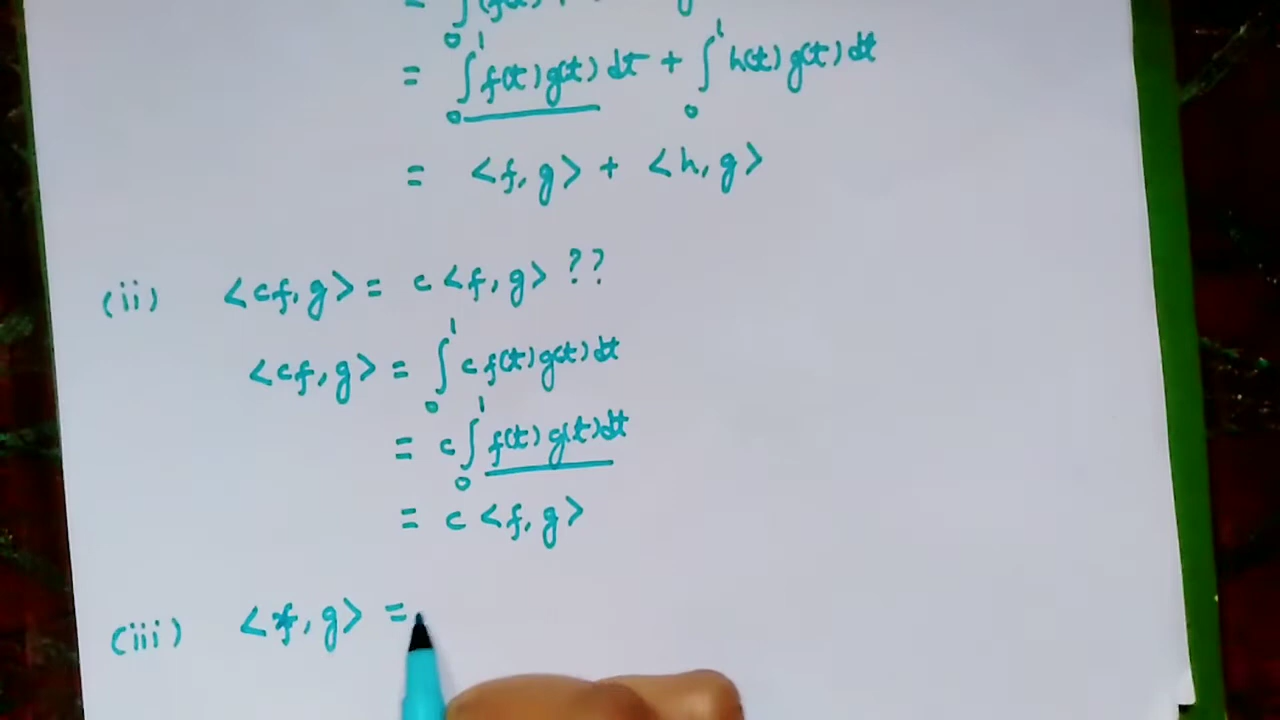 = ∫₀¹ f(t)g(t) dt + ∫₀¹ h(t)g(t) dt
= <f,g> + <h,g>
(ii) <cf,g> = c<f,g> ??
<cf,g> = ∫₀¹ c f(t)g(t) dt
= c∫₀¹ f(t)g(t)dt
= c<f,g>
(iii) <f,g> =